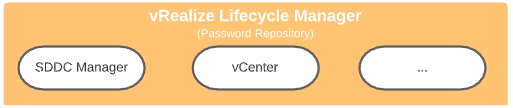 vRealize Lifecycle Manager
(Password Repository)
SDDC Manager
vCenter
...